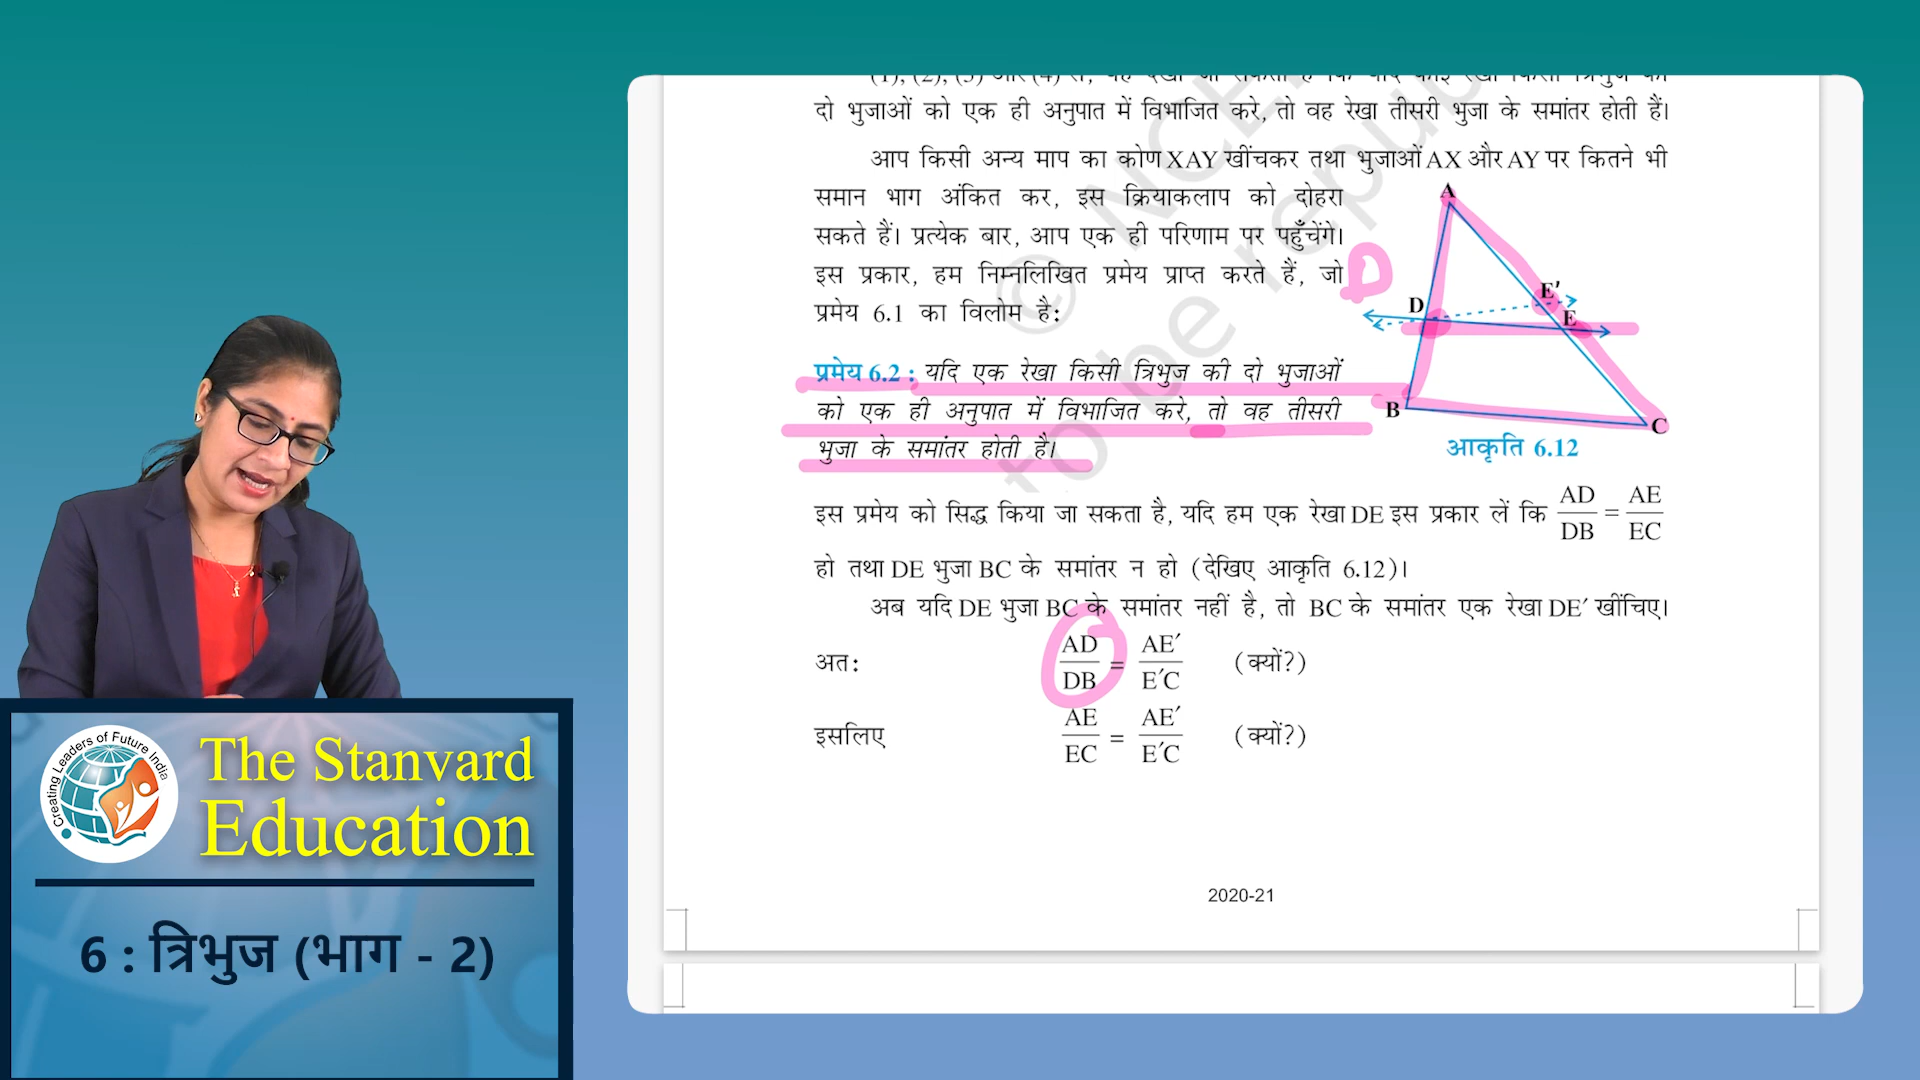 दो भुजाओं को एक ही अनुपात में विभाजित करे, तो वह रेखा तीसरी भुजा के समांतर होती हैं।
आप किसी अन्य माप का कोण XAY खींचकर तथा भुजाओं AX और AY पर कितने भी
समान भाग अंकित कर, इस क्रियाकलाप को दोहरा
सकते हैं। प्रत्येक बार, आप एक ही परिणाम पर पहुँचेंगे।
इस प्रकार, हम निम्नलिखित प्रमेय प्राप्त करते हैं, जो
प्रमेय 6.1 का विलोम है:
प्रमेय 6.2 : यदि एक रेखा किसी त्रिभुज की दो भुजाओं
को एक ही अनुपात में विभाजित करे, तो वह तीसरी
भुजा के समांतर होती है।
A
D
E′
E
B
C
आकृति 6.12
इस प्रमेय को सिद्ध किया जा सकता है, यदि हम एक रेखा DE इस प्रकार लें कि AD/DB = AE/EC
हो तथा DE भुजा BC के समांतर न हो (देखिए आकृति 6.12)।
अब यदि DE भुजा BC के समांतर नहीं है, तो BC के समांतर एक रेखा DE′ खींचिए।
अत: AD/DB = AE′/E′C (क्यों?)
इसलिए AE/EC = AE′/E′C (क्यों?)
2020-21
Creating Leaders of Future India
The Stanvard
Education
6 : त्रिभुज (भाग - 2)